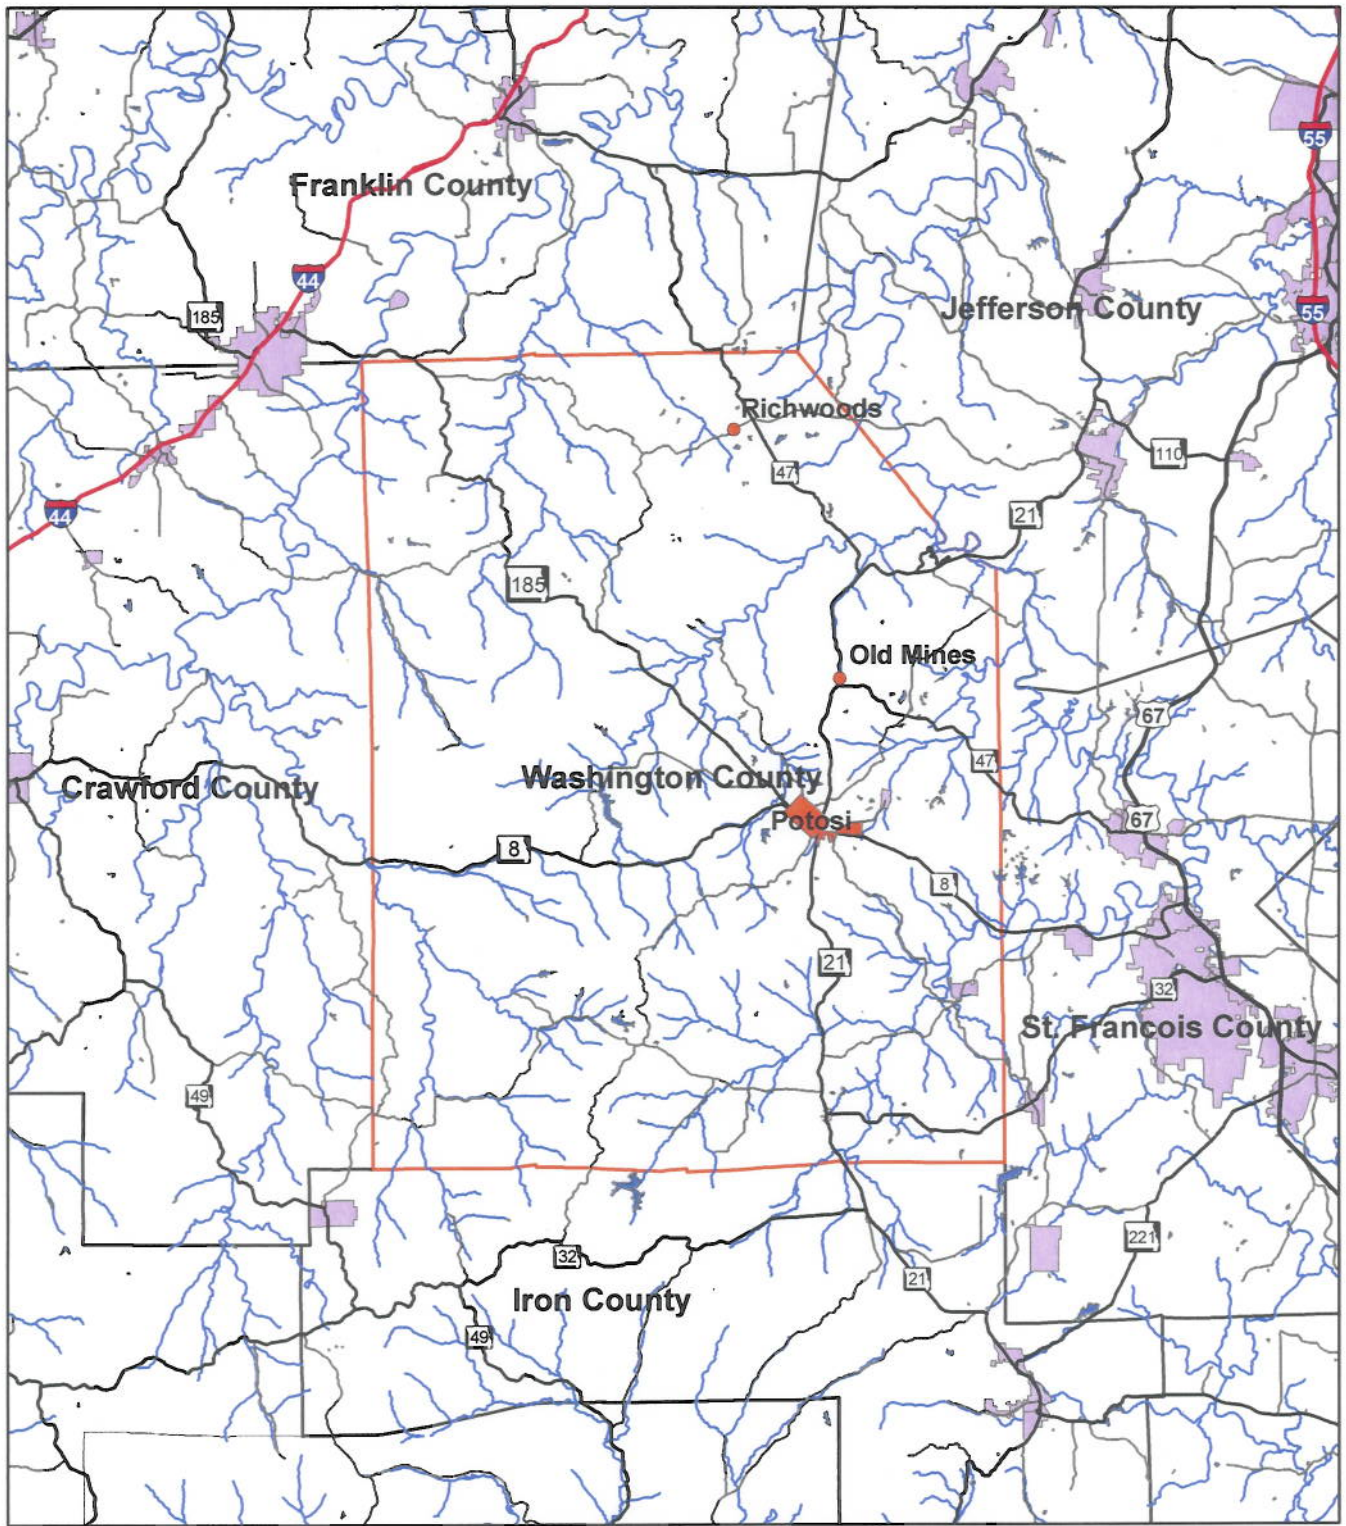 55
Franklin County
44
185
Jefferson County
55
Richwoods
47
110
44
21
185
Old Mines
67
47
Washington County
Crawford County
67
Potosi
8
8
21
32
St. Francois County
49
221
32
21
Iron County
49